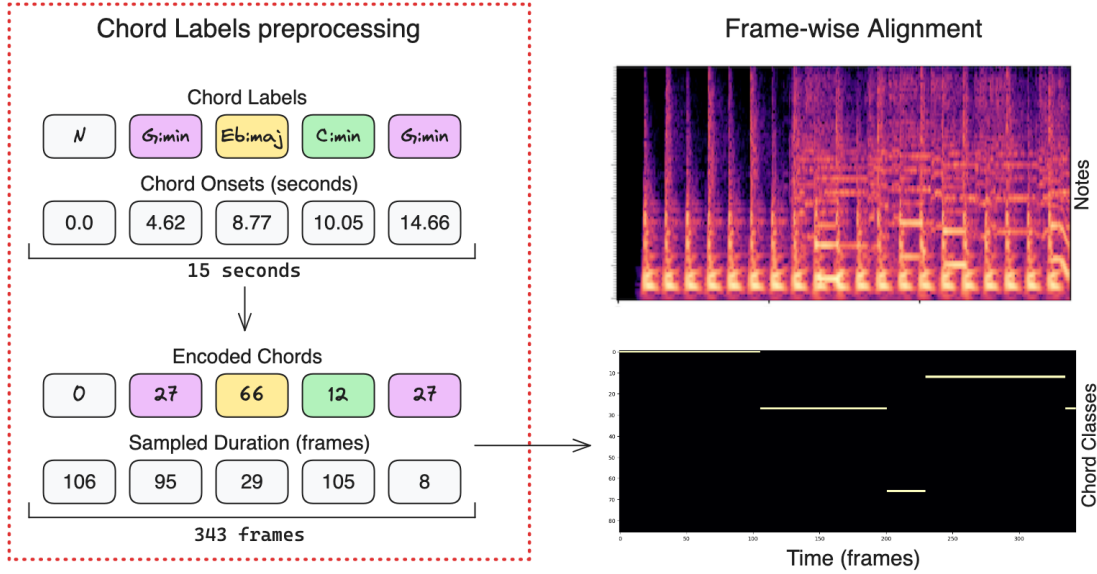 Chord Labels preprocessing
Chord Labels
N G:min Eb:maj C:min G:min
Chord Onsets (seconds)
0.0 4.62 8.77 10.05 14.66
15 seconds
Encoded Chords
0 27 66 12 27
Sampled Duration (frames)
106 95 29 105 8
343 frames
Frame-wise Alignment
Notes
0
10
20
30
40
50
60
70
80
Chord Classes
0 50 100 150 200 250 300
Time (frames)